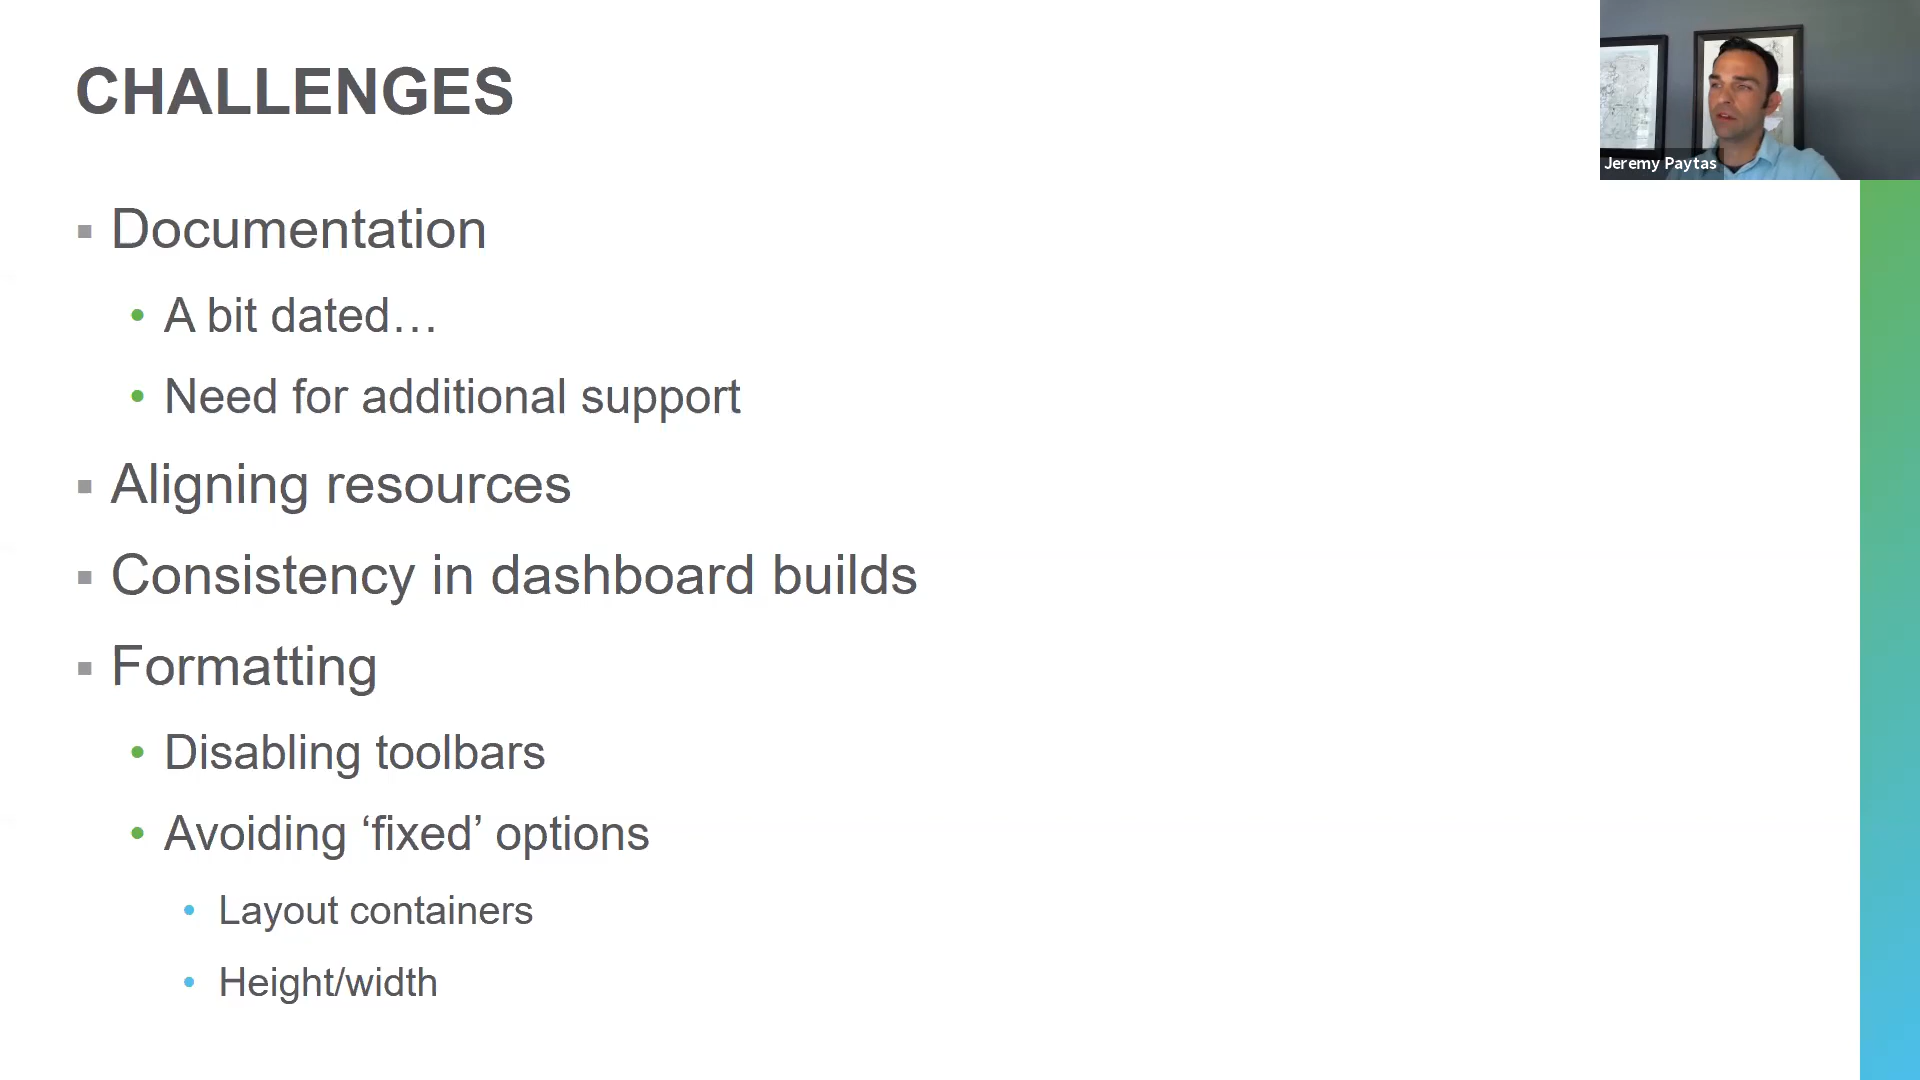 CHALLENGES
Jeremy Paytas
Documentation
A bit dated…
Need for additional support
Aligning resources
Consistency in dashboard builds
Formatting
Disabling toolbars
Avoiding ‘fixed’ options
Layout containers
Height/width